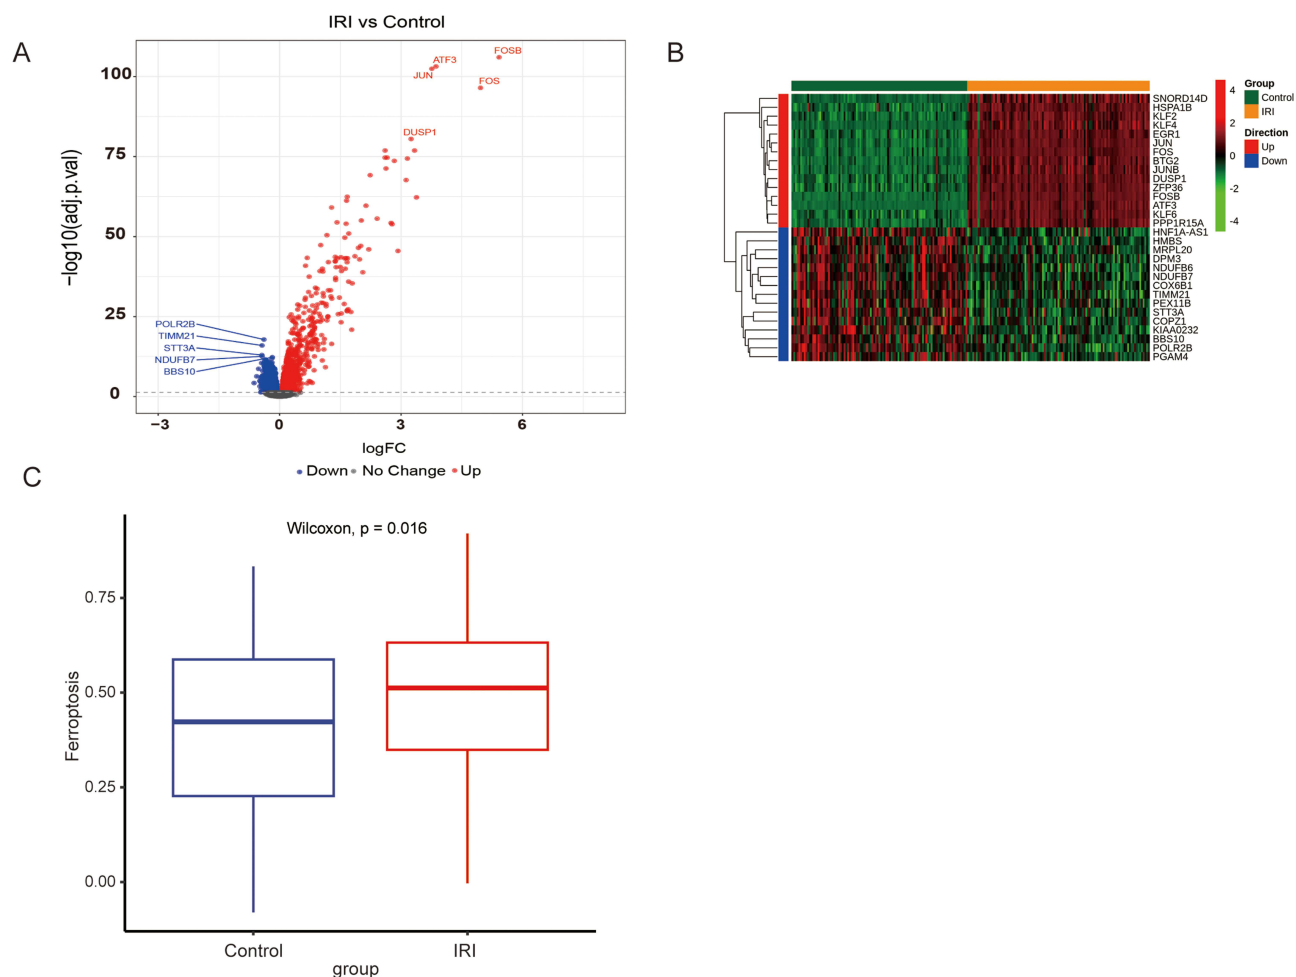 A
IRI vs Control
-log10(adj.p.val)
100
75
50
25
0
FOSB
ATF3
JUN
FOS
DUSP1
POLR2B
TIMM21
STT3A
NDUFB7
BBS10
−3
0
3
6
logFC
Down No Change Up
B
SNORD14D
HSPA1B
KLF2
KLF4
EGR1
JUN
FOS
BTG2
JUNB
DUSP1
ZFP36
FOSB
ATF3
KLF6
PPP1R15A
HNF1A-AS1
HMBS
MRPL20
DPM3
NDUFB6
NDUFB7
COX6B1
TIMM21
PEX11B
STT3A
COPZ1
KIAA0232
BBS10
POLR2B
PGAM4
4
2
0
-2
-4
Group
Control
IRI
Direction
Up
Down
C
Wilcoxon, p = 0.016
Ferroptosis
0.75
0.50
0.25
0.00
Control
IRI
group